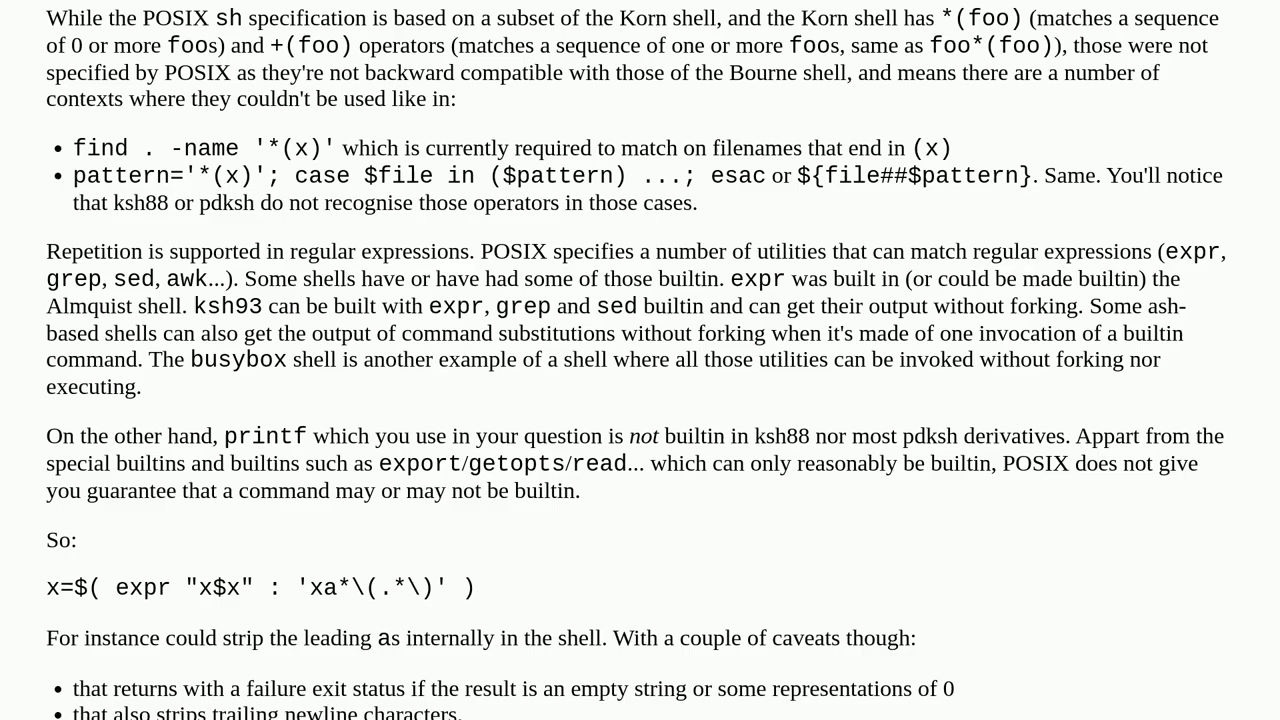 While the POSIX sh specification is based on a subset of the Korn shell, and the Korn shell has *(foo) (matches a sequence
of 0 or more foos) and +(foo) operators (matches a sequence of one or more foos, same as foo*(foo)), those were not
specified by POSIX as they're not backward compatible with those of the Bourne shell, and means there are a number of
contexts where they couldn't be used like in:
• find . -name '*(x)' which is currently required to match on filenames that end in (x)
• pattern='*(x)'; case $file in ($pattern) ...; esac or ${file##$pattern}. Same. You'll notice
that ksh88 or pdksh do not recognise those operators in those cases.
Repetition is supported in regular expressions. POSIX specifies a number of utilities that can match regular expressions (expr,
grep, sed, awk...). Some shells have or have had some of those builtin. expr was built in (or could be made builtin) the
Almquist shell. ksh93 can be built with expr, grep and sed builtin and can get their output without forking. Some ash-
based shells can also get the output of command substitutions without forking when it's made of one invocation of a builtin
command. The busybox shell is another example of a shell where all those utilities can be invoked without forking nor
executing.
On the other hand, printf which you use in your question is not builtin in ksh88 nor most pdksh derivatives. Appart from the
special builtins and builtins such as export/getopts/read... which can only reasonably be builtin, POSIX does not give
you guarantee that a command may or may not be builtin.
So:
x=$( expr "x$x" : 'xa*\(.*\)' )
For instance could strip the leading as internally in the shell. With a couple of caveats though:
• that returns with a failure exit status if the result is an empty string or some representations of 0
• that also strips trailing newline characters.